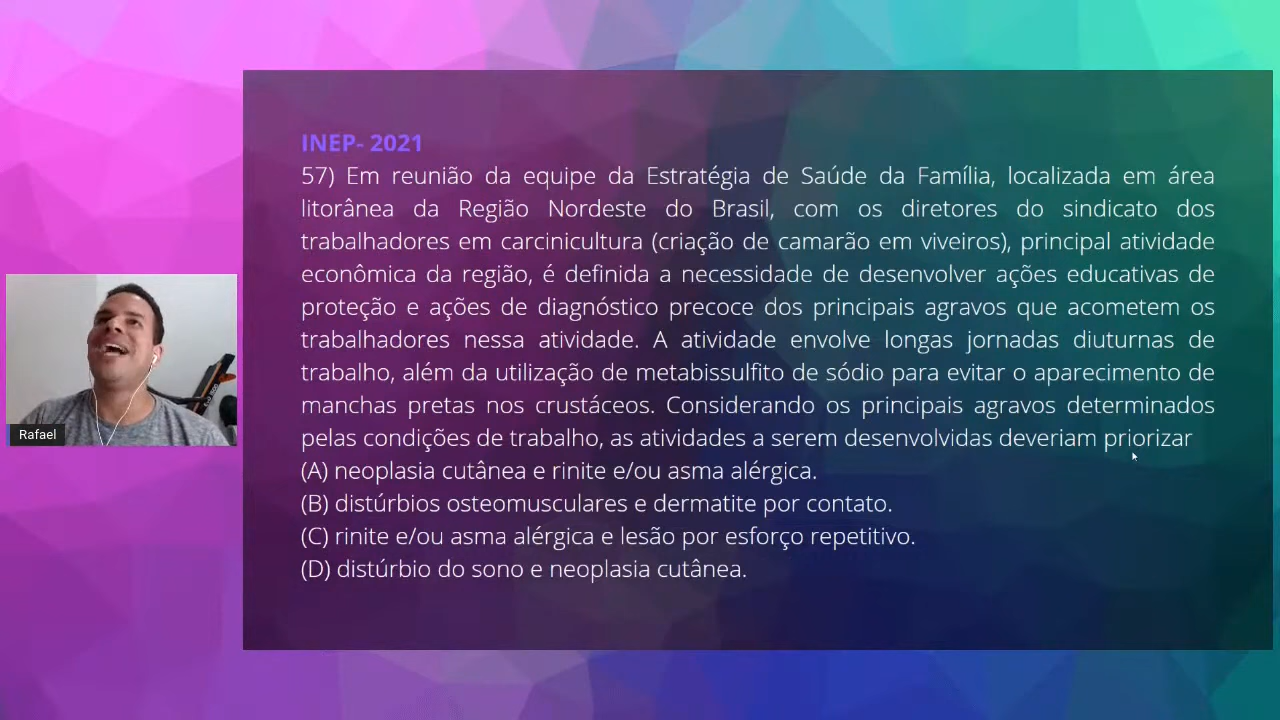 INEP- 2021
57) Em reunião da equipe da Estratégia de Saúde da Família, localizada em área
litorânea da Região Nordeste do Brasil, com os diretores do sindicato dos
trabalhadores em carcinicultura (criação de camarão em viveiros), principal atividade
econômica da região, é definida a necessidade de desenvolver ações educativas de
proteção e ações de diagnóstico precoce dos principais agravos que acometem os
trabalhadores nessa atividade. A atividade envolve longas jornadas diuturnas de
trabalho, além da utilização de metabissulfito de sódio para evitar o aparecimento de
manchas pretas nos crustáceos. Considerando os principais agravos determinados
pelas condições de trabalho, as atividades a serem desenvolvidas deveriam priorizar
(A) neoplasia cutânea e rinite e/ou asma alérgica.
(B) distúrbios osteomusculares e dermatite por contato.
(C) rinite e/ou asma alérgica e lesão por esforço repetitivo.
(D) distúrbio do sono e neoplasia cutânea.
Rafael